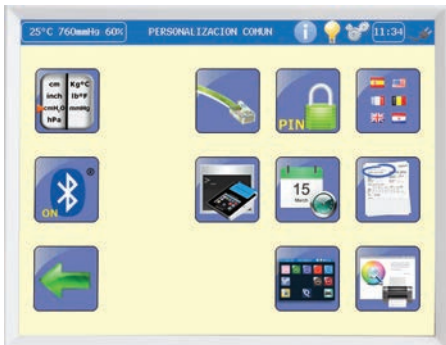 25°C 760mmHg 60%
PERSONALIZACION COMUN
11:34
cm
Kg°C
inch
lb°F
cmH₂O
mmHg
hPa
PIN
ON
15
March